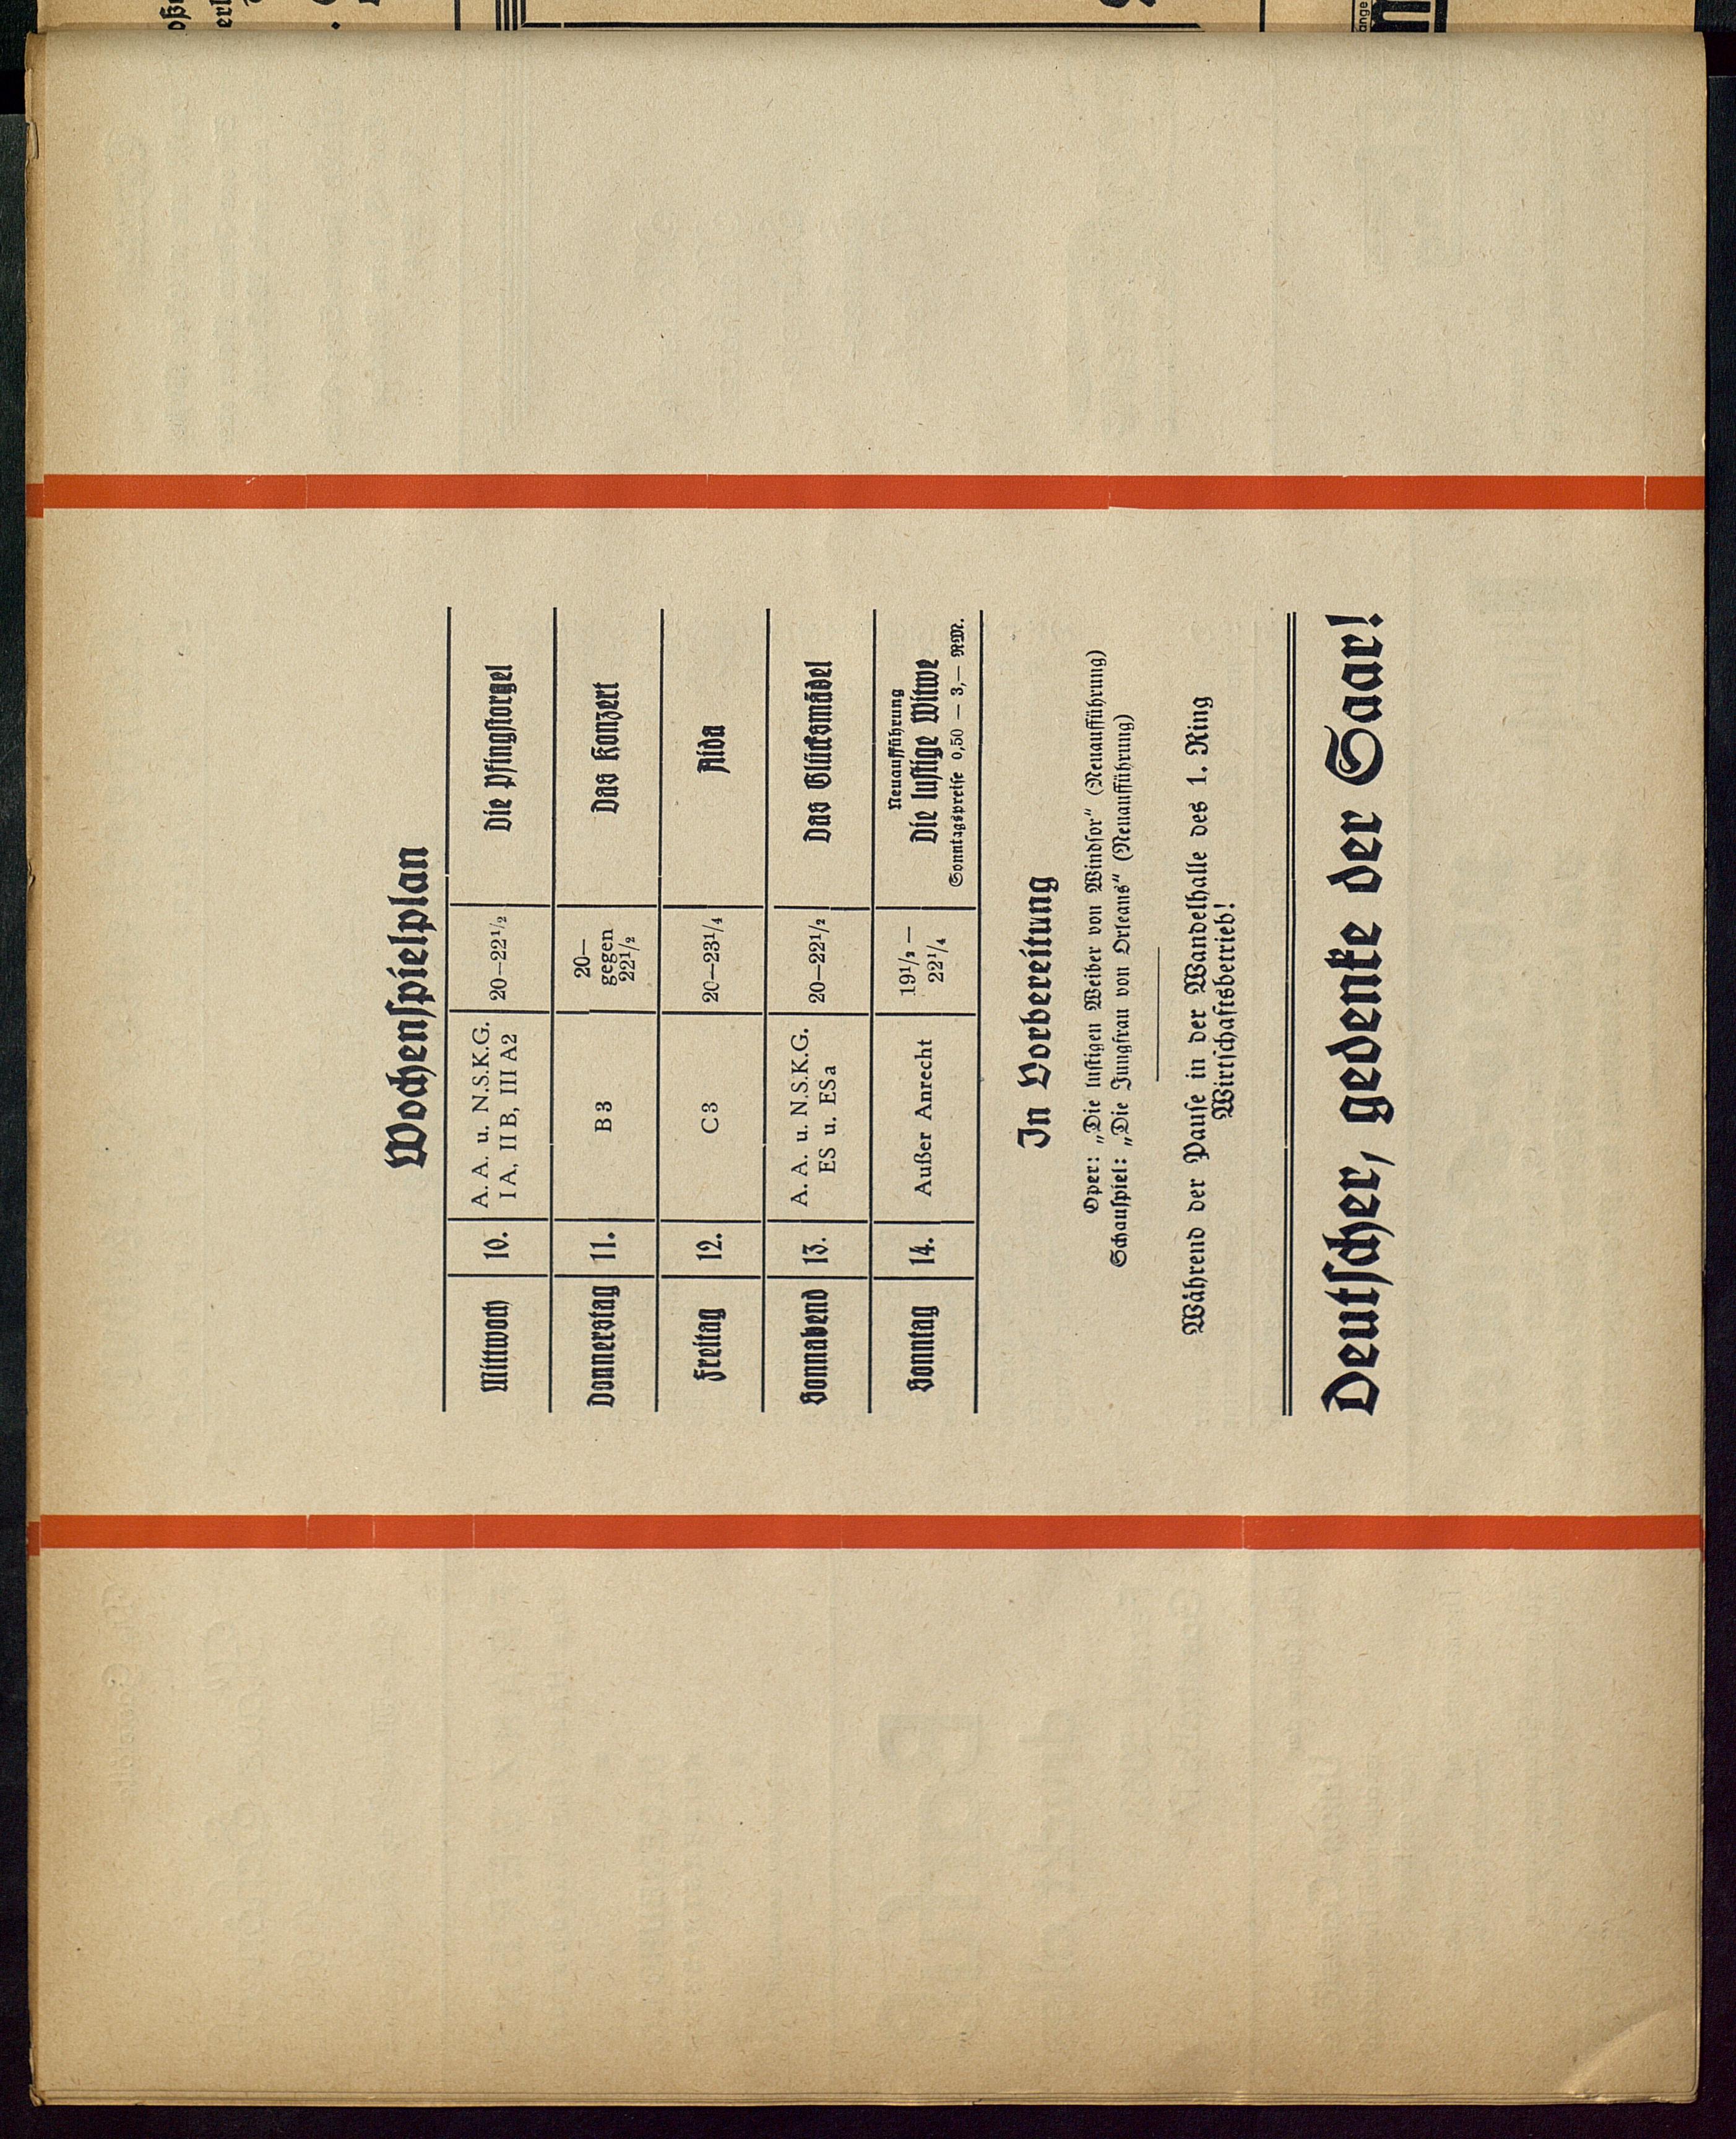 Wochenspielplan
Mittwoch 10. A. A. u. N.S.K.G. 20–22½ Die Pfingstorgel
I A, II B, III A2
Donnerstag 11. B 3 20– Das Konzert
gegen
22½
Freitag 12. C 3 20–23¼ Aida
Sonnabend 13. A. A. u. N.S.K.G. 20–22½ Das Glücksmädel
ES u. ESa
Neuaufführung
Sonntag 14. Außer Anrecht 19½– Die lustige Witwe
22¼
Sonntagspreise 0,50 – 3,– RM.
In Vorbereitung
Oper: „Die lustigen Weiber von Windsor“ (Neuaufführung)
Schauspiel: „Die Jungfrau von Orleans“ (Neuaufführung)
Während der Pause in der Wandelhalle des 1. Ring
Wirtschaftsbetrieb!
Deutscher, gedenke der Saar!